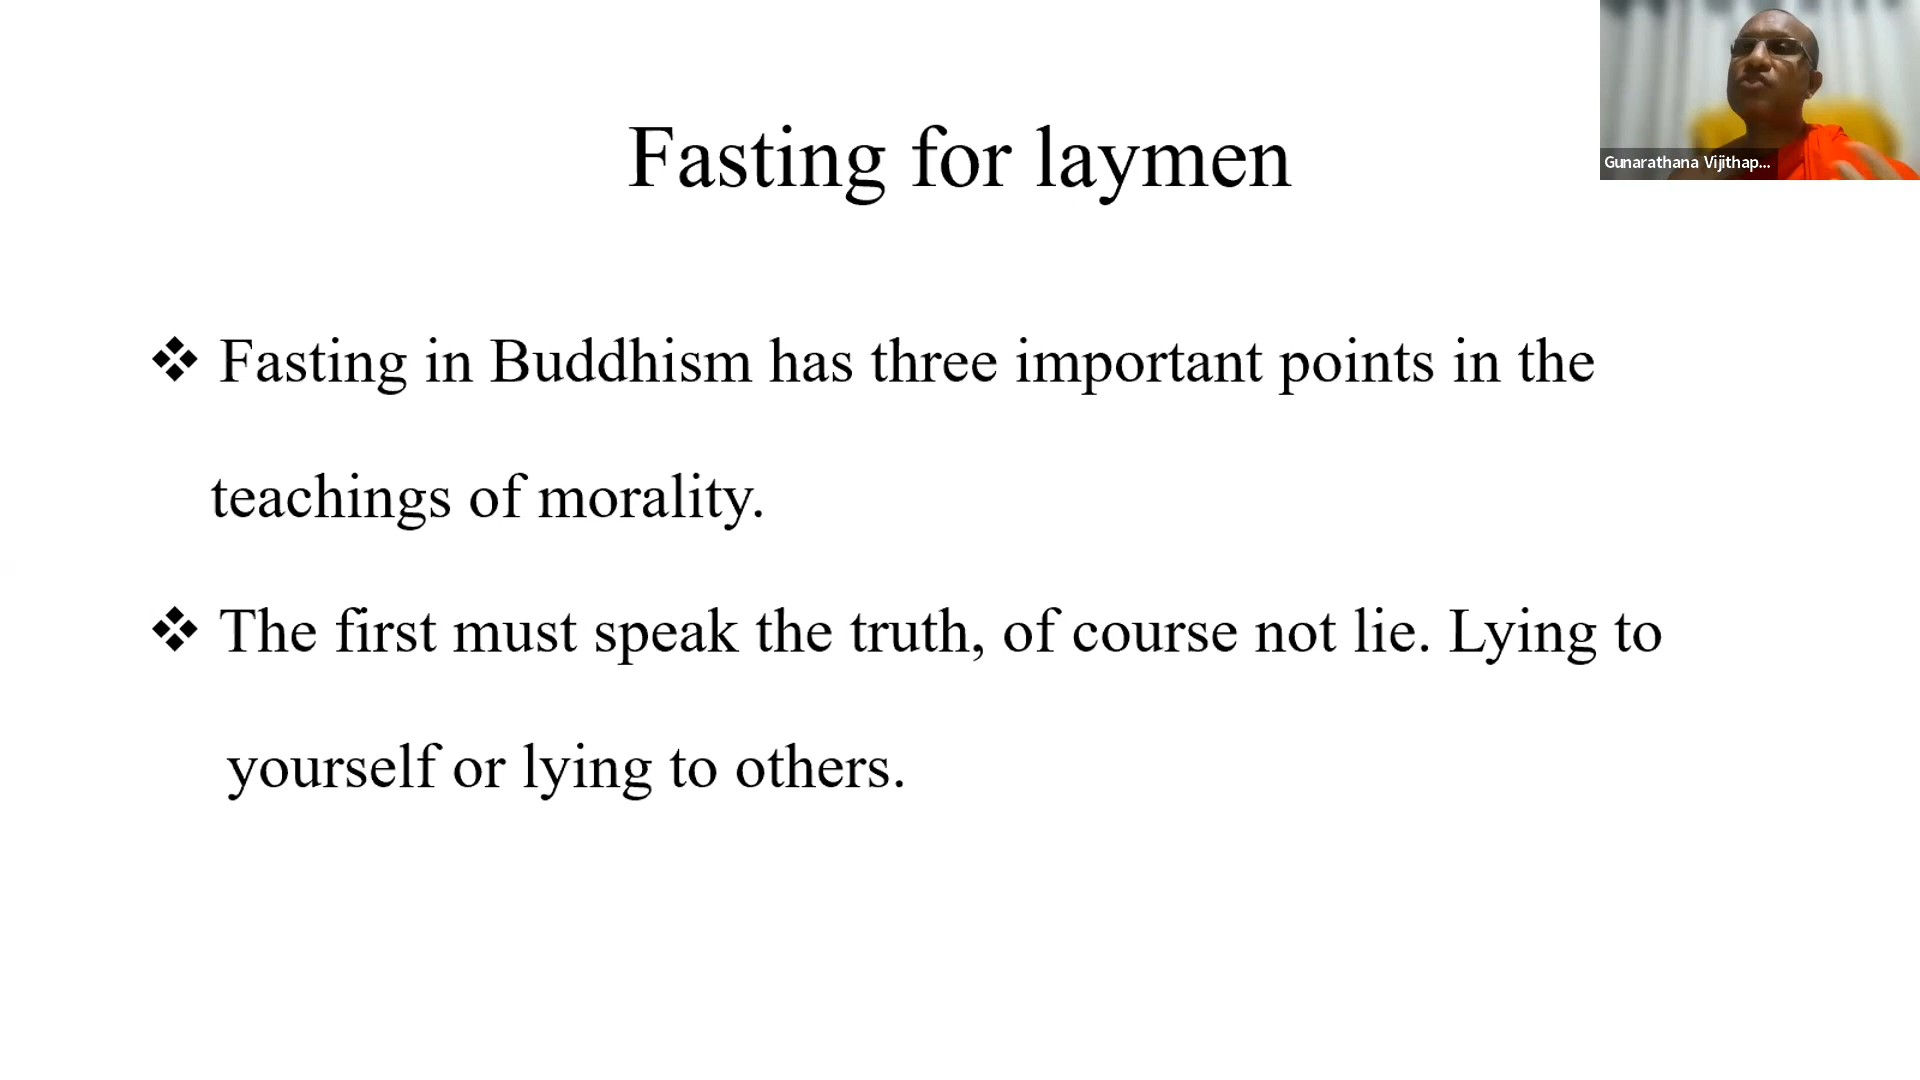 Gunarathana Vijithap...
Fasting for laymen
❖ Fasting in Buddhism has three important points in the
teachings of morality.
❖ The first must speak the truth, of course not lie. Lying to
yourself or lying to others.